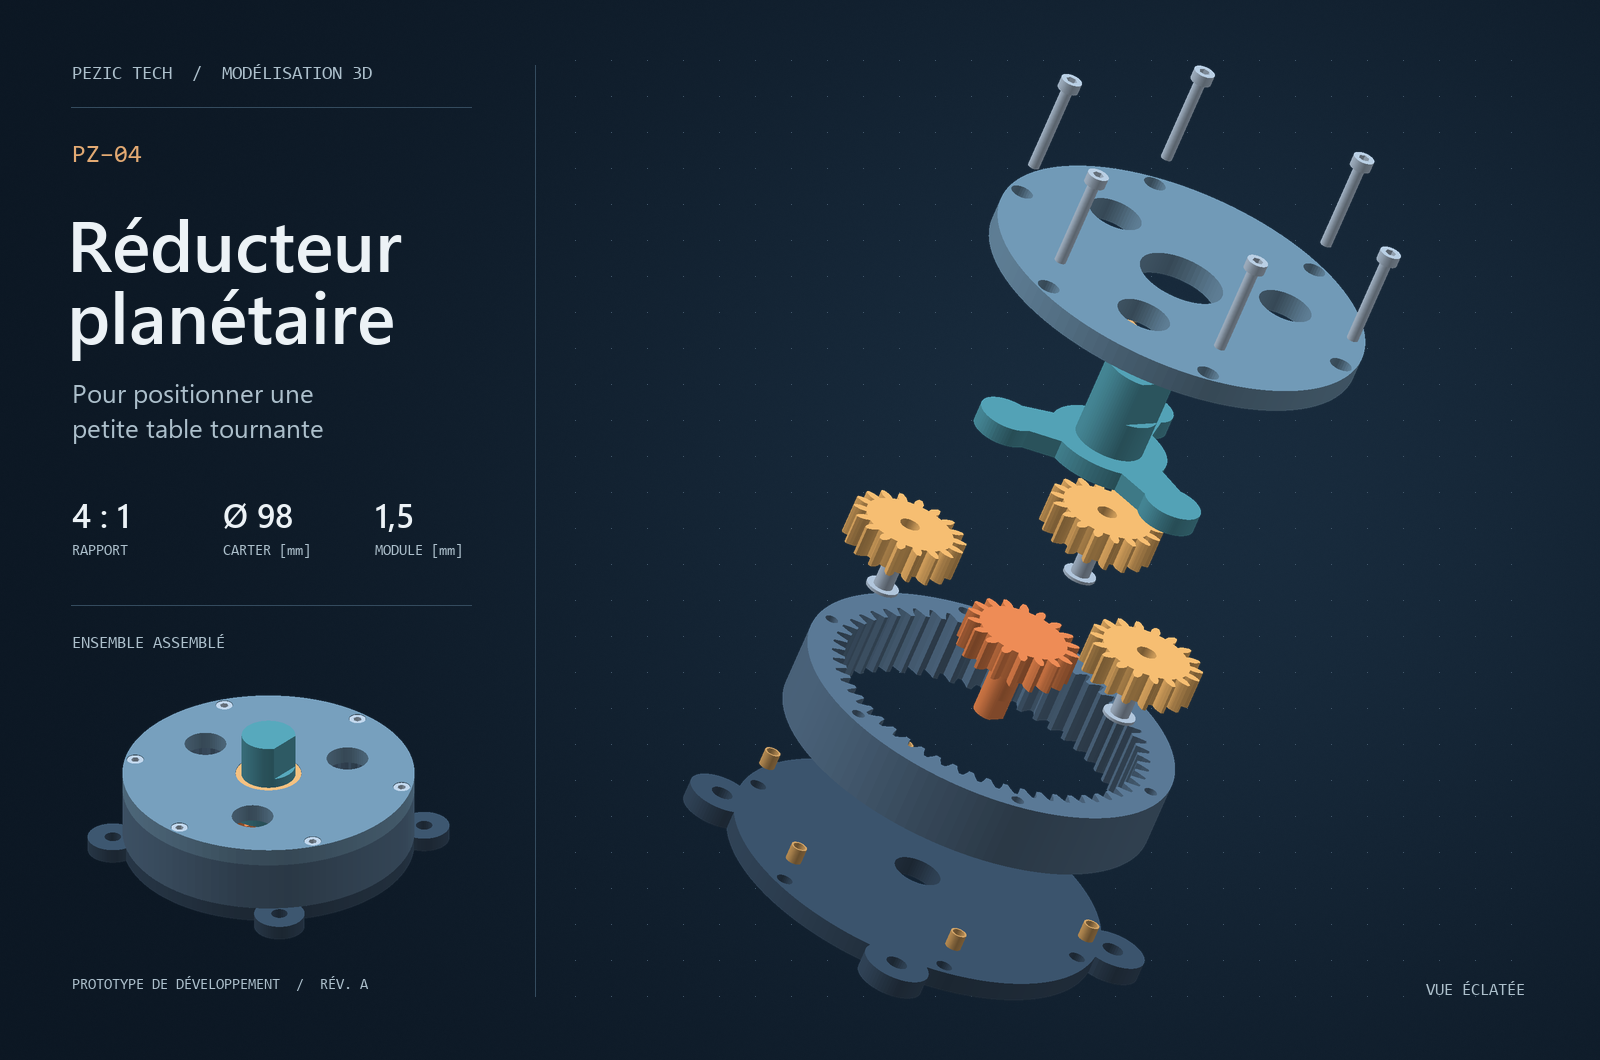 PEZIC TECH / MODÉLISATION 3D
PZ–04
Réducteur
planétaire
Pour positionner une
petite table tournante
4 : 1
RAPPORT
Ø 98
CARTER [mm]
1,5
MODULE [mm]
ENSEMBLE ASSEMBLÉ
PROTOTYPE DE DÉVELOPPEMENT / RÉV. A
VUE ÉCLATÉE